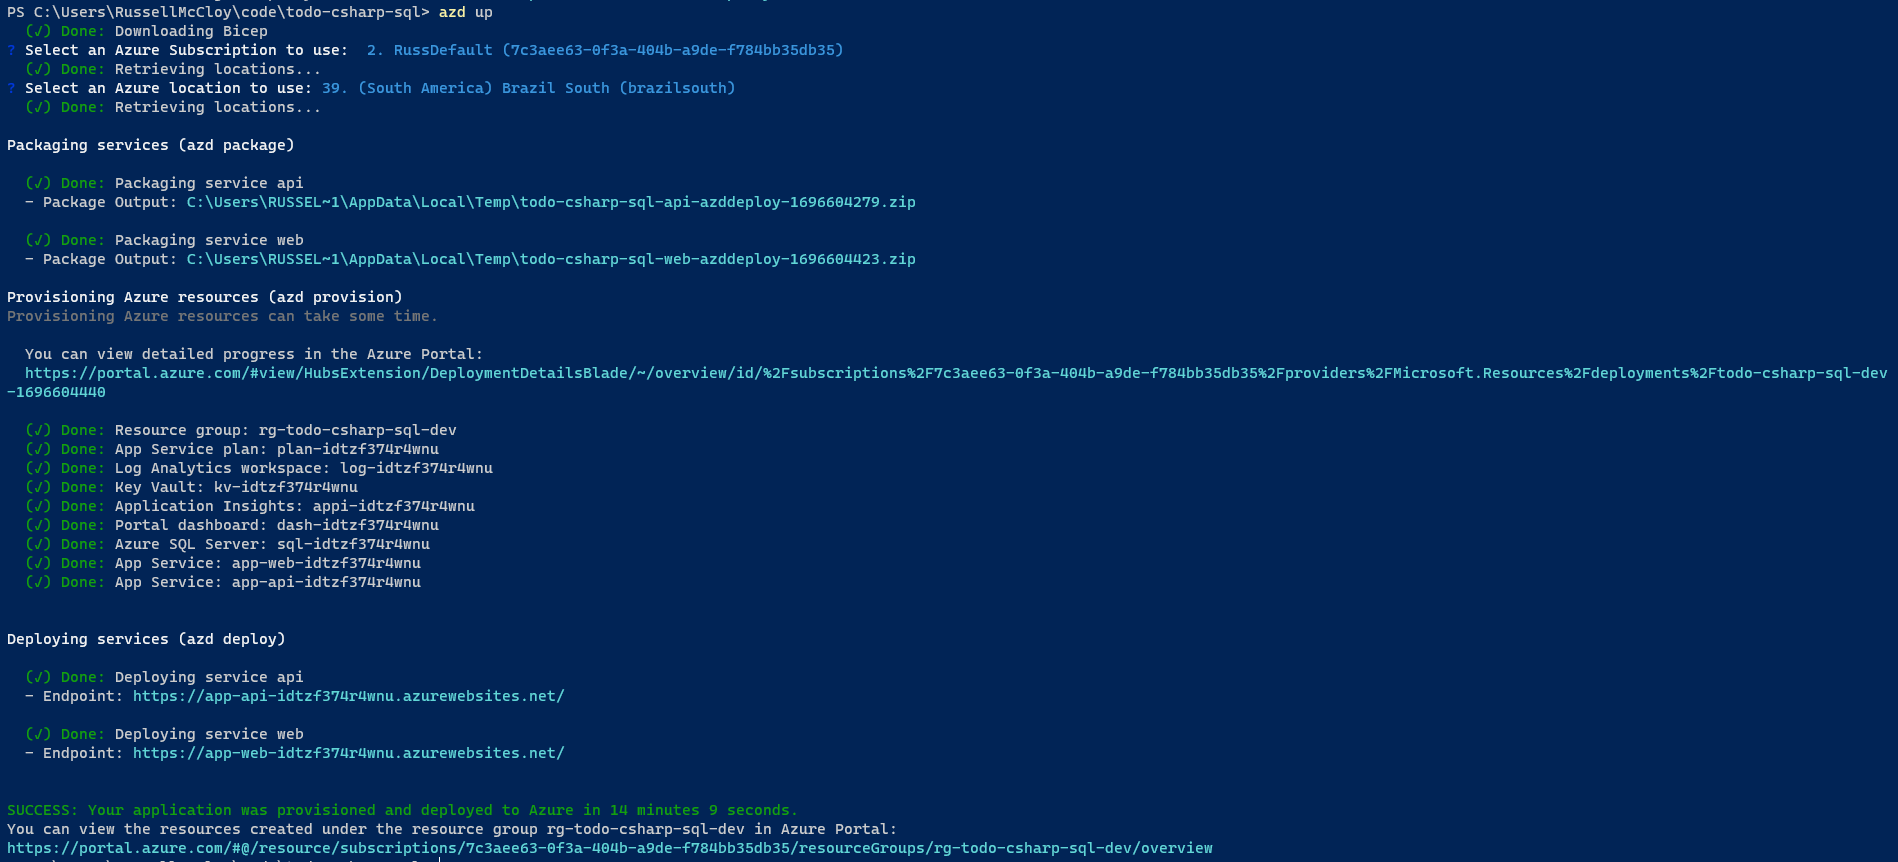 PS C:\Users\RussellMcCloy\code\todo-csharp-sql> azd up
(✓) Done: Downloading Bicep
? Select an Azure Subscription to use:  2. RussDefault (7c3aee63-0f3a-404b-a9de-f784bb35db35)
(✓) Done: Retrieving locations...
? Select an Azure location to use: 39. (South America) Brazil South (brazilsouth)
(✓) Done: Retrieving locations...
Packaging services (azd package)
(✓) Done: Packaging service api
- Package Output: C:\Users\RUSSEL~1\AppData\Local\Temp\todo-csharp-sql-api-azddeploy-1696604279.zip
(✓) Done: Packaging service web
- Package Output: C:\Users\RUSSEL~1\AppData\Local\Temp\todo-csharp-sql-web-azddeploy-1696604423.zip
Provisioning Azure resources (azd provision)
Provisioning Azure resources can take some time.
You can view detailed progress in the Azure Portal:
https://portal.azure.com/#view/HubsExtension/DeploymentDetailsBlade/~/overview/id/%2Fsubscriptions%2F7c3aee63-0f3a-404b-a9de-f784bb35db35%2Fproviders%2FMicrosoft.Resources%2Fdeployments%2Ftodo-csharp-sql-dev
-1696604440
(✓) Done: Resource group: rg-todo-csharp-sql-dev
(✓) Done: App Service plan: plan-idtzf374r4wnu
(✓) Done: Log Analytics workspace: log-idtzf374r4wnu
(✓) Done: Key Vault: kv-idtzf374r4wnu
(✓) Done: Application Insights: appi-idtzf374r4wnu
(✓) Done: Portal dashboard: dash-idtzf374r4wnu
(✓) Done: Azure SQL Server: sql-idtzf374r4wnu
(✓) Done: App Service: app-web-idtzf374r4wnu
(✓) Done: App Service: app-api-idtzf374r4wnu
Deploying services (azd deploy)
(✓) Done: Deploying service api
- Endpoint: https://app-api-idtzf374r4wnu.azurewebsites.net/
(✓) Done: Deploying service web
- Endpoint: https://app-web-idtzf374r4wnu.azurewebsites.net/
SUCCESS: Your application was provisioned and deployed to Azure in 14 minutes 9 seconds.
You can view the resources created under the resource group rg-todo-csharp-sql-dev in Azure Portal:
https://portal.azure.com/#@/resource/subscriptions/7c3aee63-0f3a-404b-a9de-f784bb35db35/resourceGroups/rg-todo-csharp-sql-dev/overview